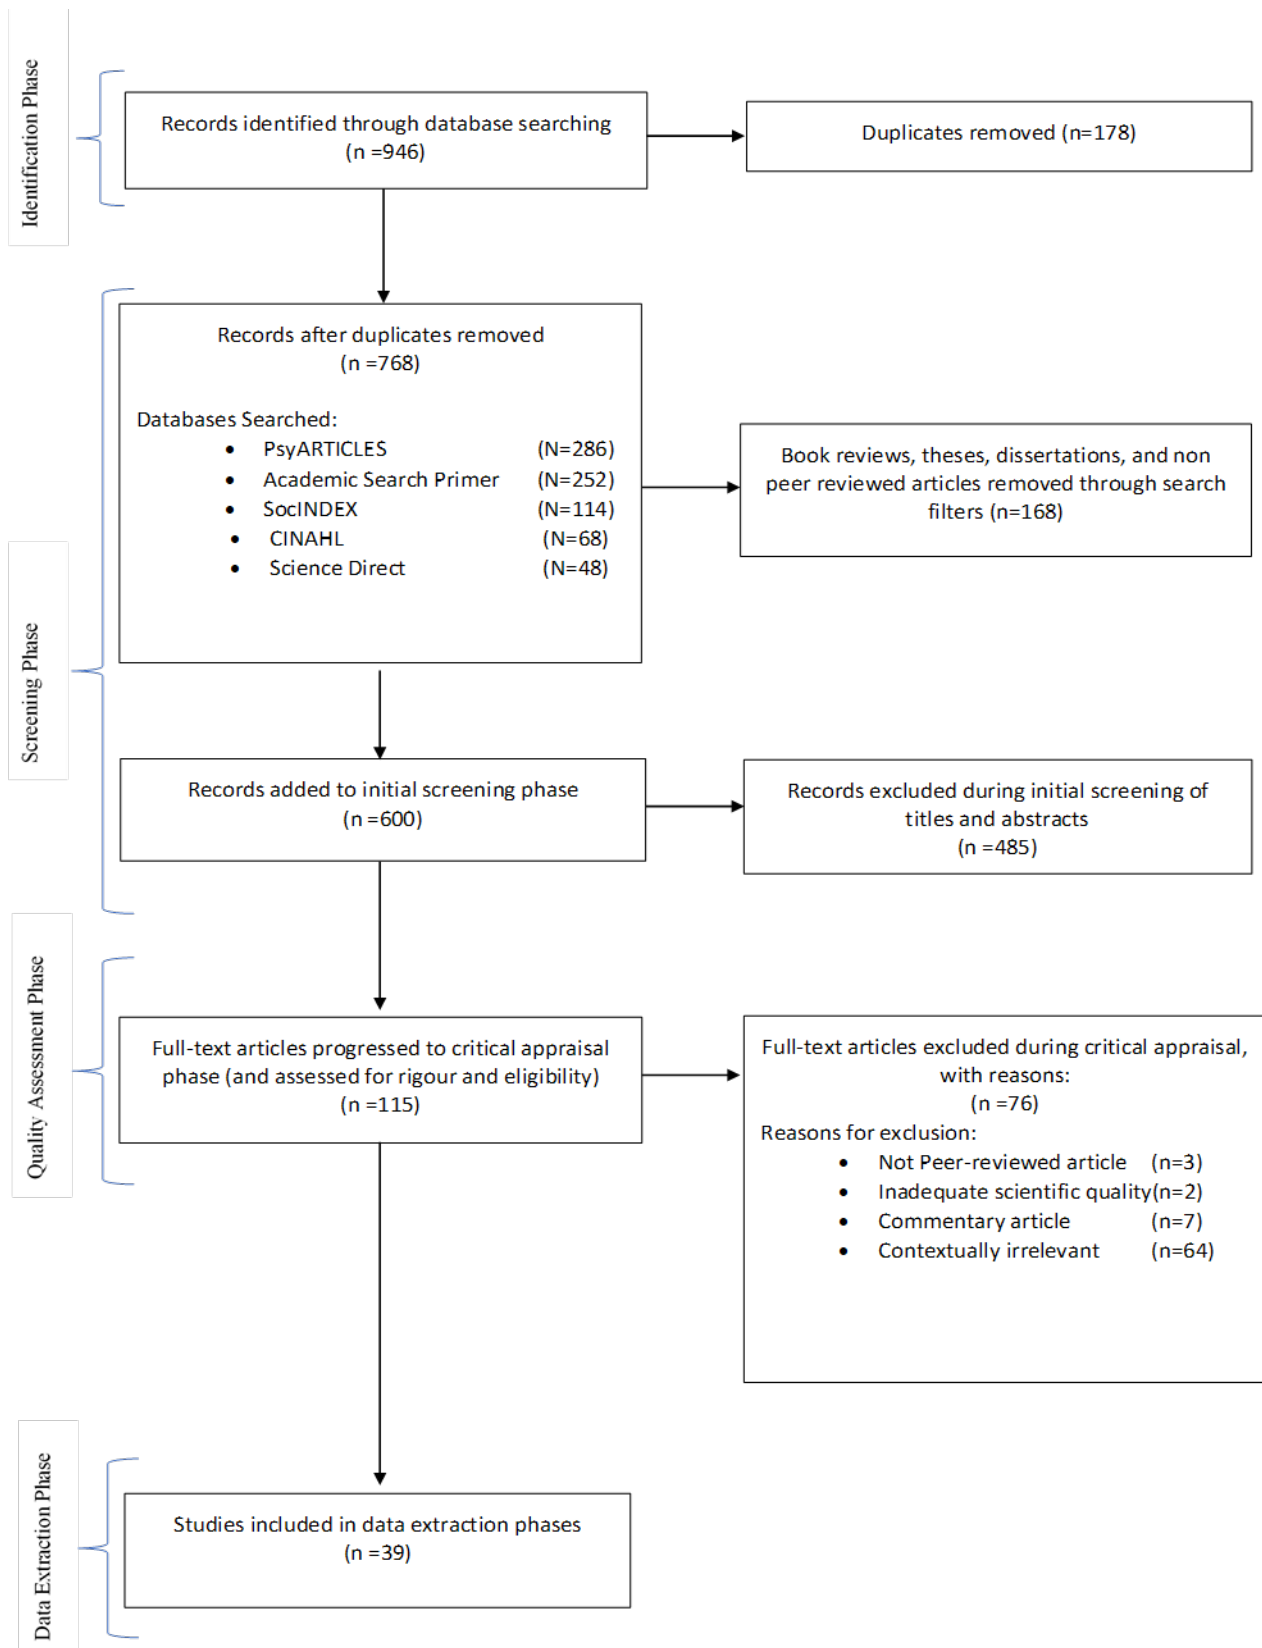 Identification Phase
Records identified through database searching
(n =946)
Duplicates removed (n=178)
Screening Phase
Records after duplicates removed
(n =768)
Databases Searched:
• PsyARTICLES (N=286)
• Academic Search Primer (N=252)
• SocINDEX (N=114)
• CINAHL (N=68)
• Science Direct (N=48)
Book reviews, theses, dissertations, and non
peer reviewed articles removed through search
filters (n=168)
Records added to initial screening phase
(n =600)
Records excluded during initial screening of
titles and abstracts
(n =485)
Quality Assessment Phase
Full-text articles progressed to critical appraisal
phase (and assessed for rigour and eligibility)
(n =115)
Full-text articles excluded during critical appraisal,
with reasons:
(n =76)
Reasons for exclusion:
• Not Peer-reviewed article (n=3)
• Inadequate scientific quality(n=2)
• Commentary article (n=7)
• Contextually irrelevant (n=64)
Data Extraction Phase
Studies included in data extraction phases
(n =39)